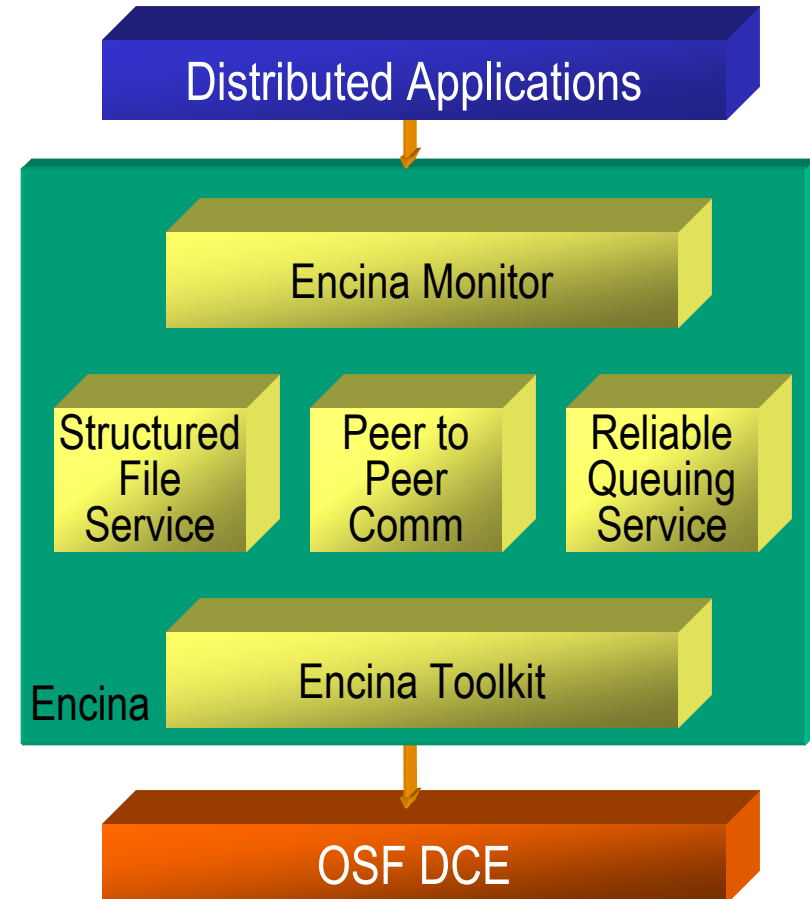 Distributed Applications
Encina Monitor
Structured
File
Service
Peer to
Peer
Comm
Reliable
Queuing
Service
Encina Toolkit
Encina
OSF DCE